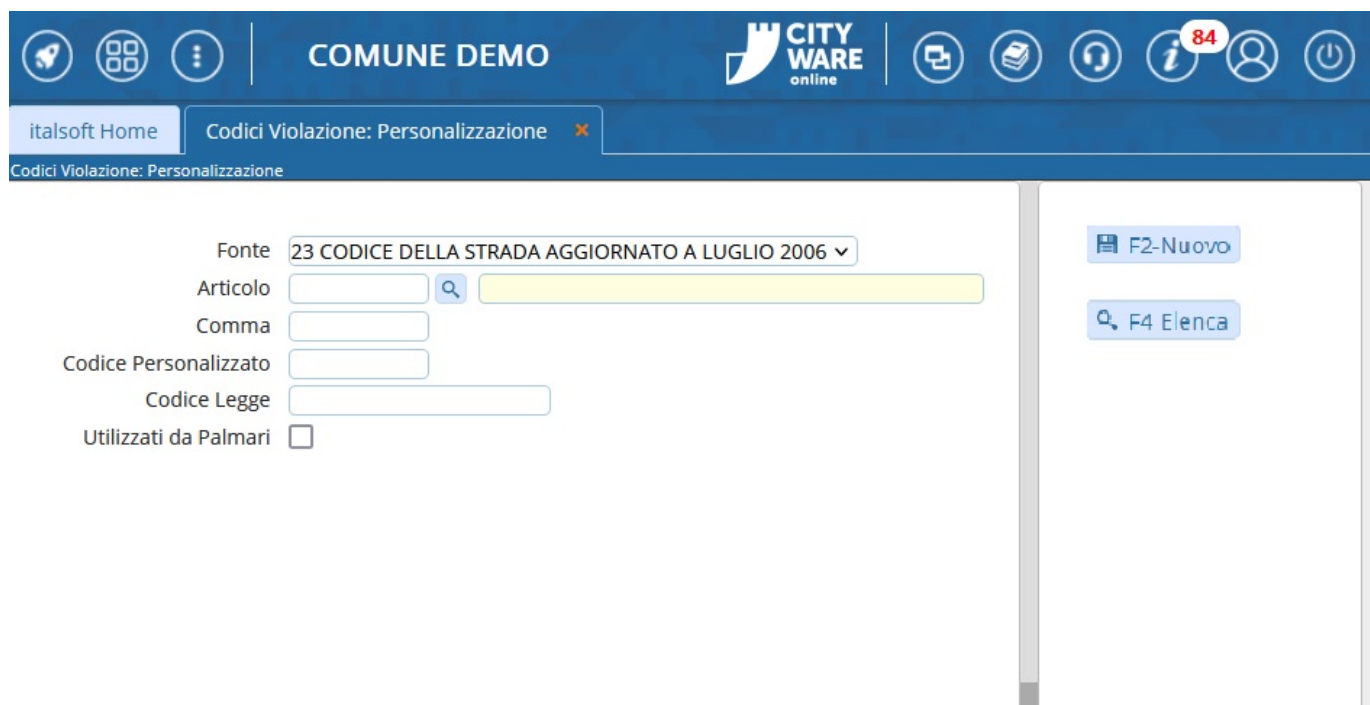 COMUNE DEMO
CITY
WARE
online
i
84
italsoft Home
Codici Violazione: Personalizzazione
Codici Violazione: Personalizzazione
Fonte 23 CODICE DELLA STRADA AGGIORNATO A LUGLIO 2006
F2-Nuovo
Articolo
Comma
F4 Elenca
Codice Personalizzato
Codice Legge
Utilizzati da Palmari